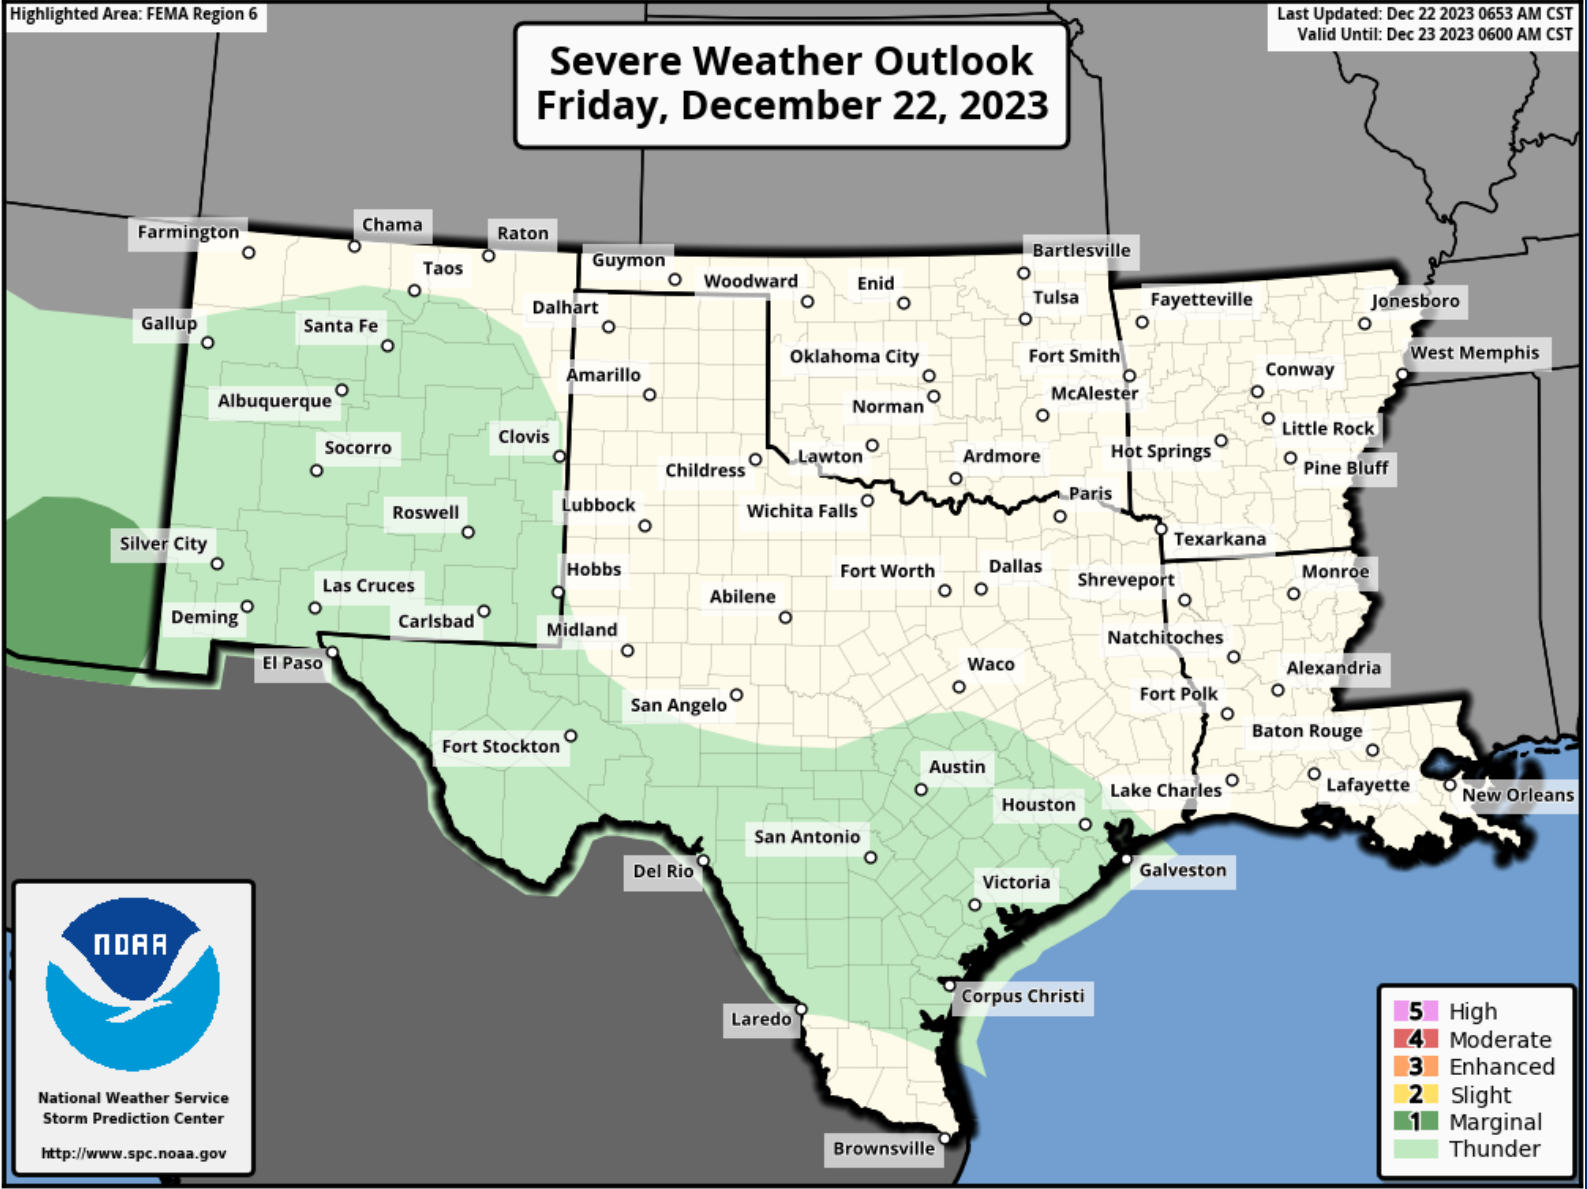 Highlighted Area: FEMA Region 6
Last Updated: Dec 22 2023 0653 AM CST
Valid Until: Dec 23 2023 0600 AM CST
Severe Weather Outlook
Friday, December 22, 2023
Farmington
Chama
Raton
Taos
Guymon
Woodward
Enid
Bartlesville
Tulsa
Fayetteville
Jonesboro
Dalhart
Gallup
Santa Fe
Oklahoma City
Fort Smith
West Memphis
Amarillo
Conway
Albuquerque
Norman
McAlester
Little Rock
Clovis
Socorro
Childress
Lawton
Ardmore
Hot Springs
Pine Bluff
Roswell
Lubbock
Wichita Falls
Paris
Texarkana
Silver City
Las Cruces
Hobbs
Fort Worth
Dallas
Shreveport
Monroe
Deming
Carlsbad
Abilene
Midland
Natchitoches
El Paso
Waco
Alexandria
San Angelo
Fort Polk
Fort Stockton
Baton Rouge
Austin
Houston
Lake Charles
Lafayette
New Orleans
San Antonio
Del Rio
Victoria
Galveston
Corpus Christi
Laredo
Brownsville
NOAA
National Weather Service
Storm Prediction Center
http://www.spc.noaa.gov
5 High
4 Moderate
3 Enhanced
2 Slight
1 Marginal
Thunder